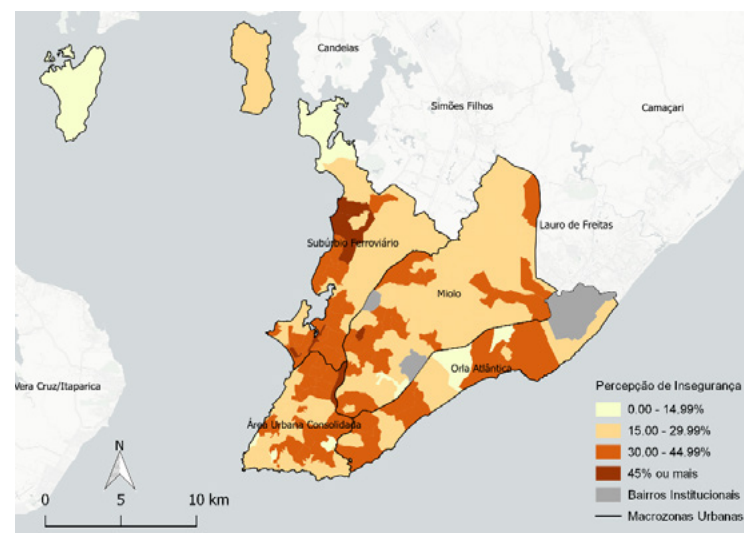 Candeias
Simões Filhos
Camaçari
Lauro de Freitas
Subúrbio Ferroviário
Miolo
Orla Atlântica
Vera Cruz/Itaparica
Área Urbana Consolidada
N
0 5 10 km
Percepção de Insegurança
0.00 - 14.99%
15.00 - 29.99%
30.00 - 44.99%
45% ou mais
Bairros Institucionais
Macrozonas Urbanas